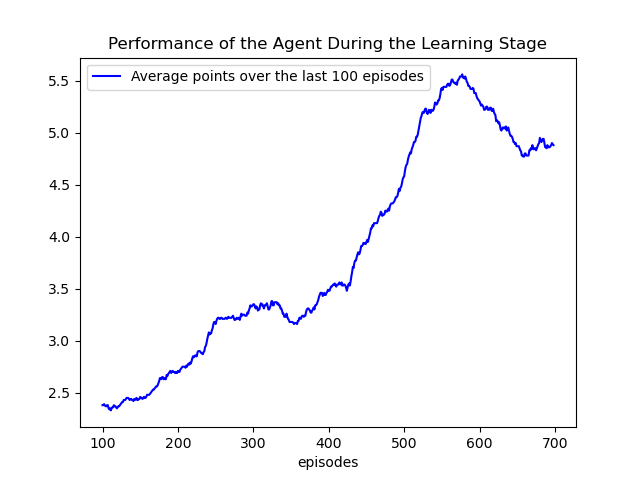 Performance of the Agent During the Learning Stage
Average points over the last 100 episodes
5.5
5.0
4.5
4.0
3.5
3.0
2.5
100 200 300 400 500 600 700
episodes